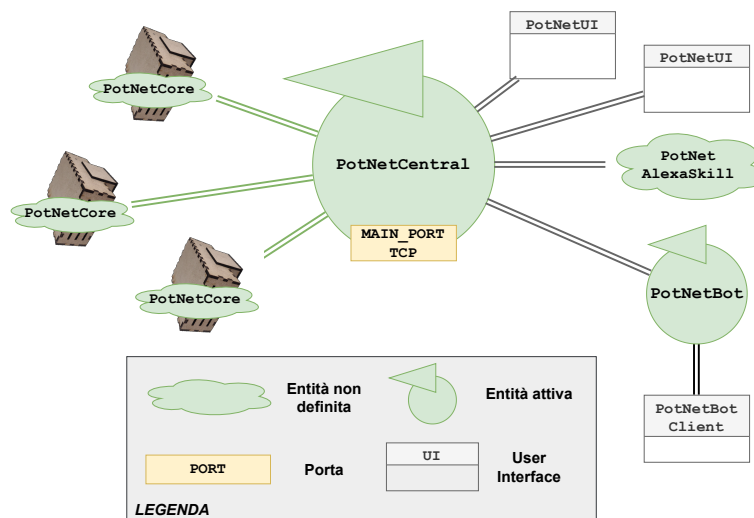 PotNetUI
PotNetUI
PotNetCore
PotNetCentral
PotNet
AlexaSkill
PotNetCore
MAIN_PORT
TCP
PotNetCore
PotNetBot
Entità non
definita
Entità attiva
PotNetBot
Client
PORT
Porta
UI
User
Interface
LEGENDA